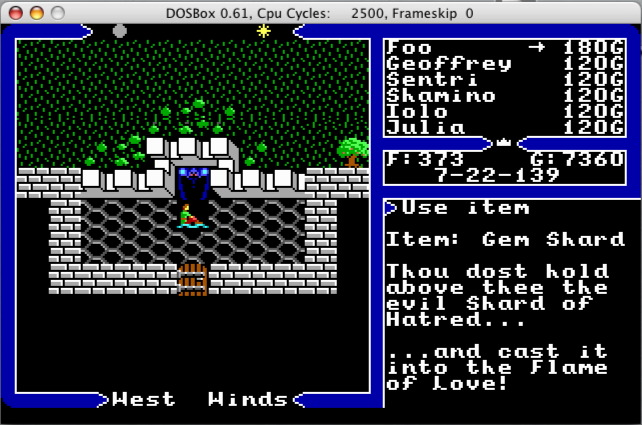 DOSBox 0.61, Cpu Cycles: 2500, Frameskip 0
Foo → 180G
Geoffrey 120G
Sentri 120G
Shamino 120G
Iolo 120G
Julia 120G
F:373 G:7360
7-22-139
>Use item
Item: Gem Shard
Thou dost hold
above thee the
evil Shard of
Hatred...
...and cast it
into the Flame
of Love!
West Winds